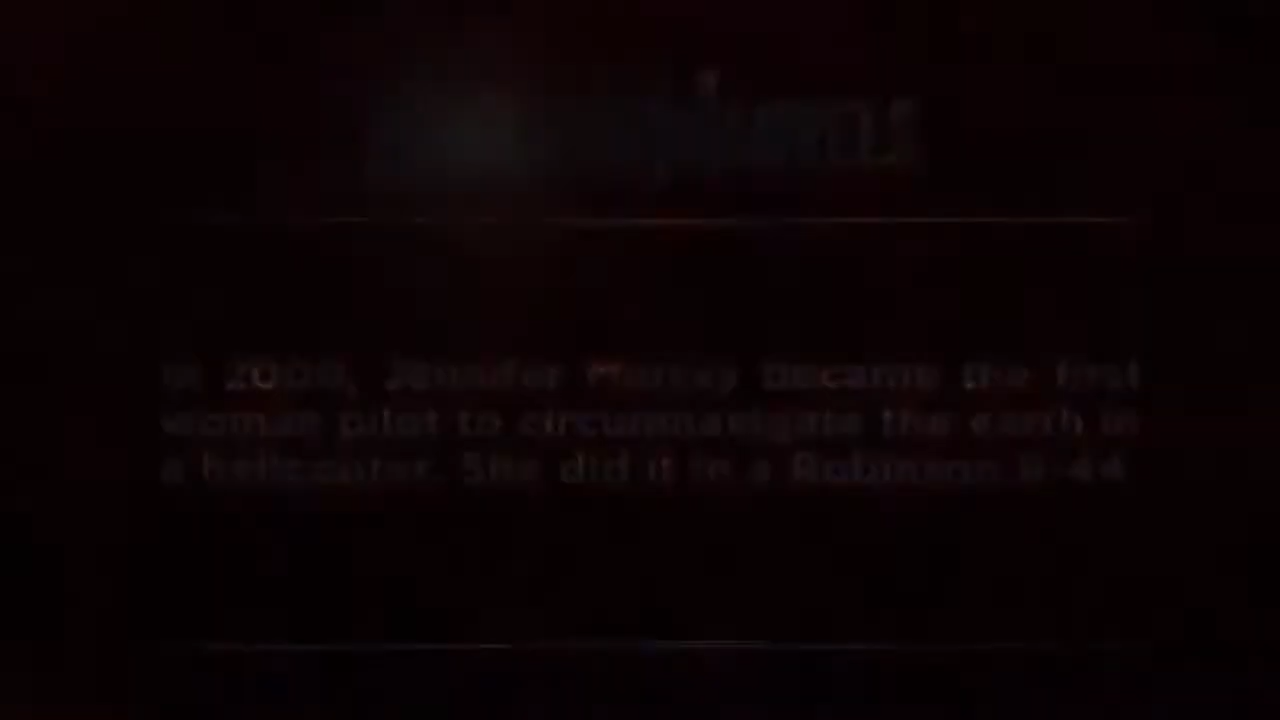 In 2000, Jennifer Murray became the first
woman pilot to circumnavigate the earth in
a helicopter. She did it in a Robinson R-44